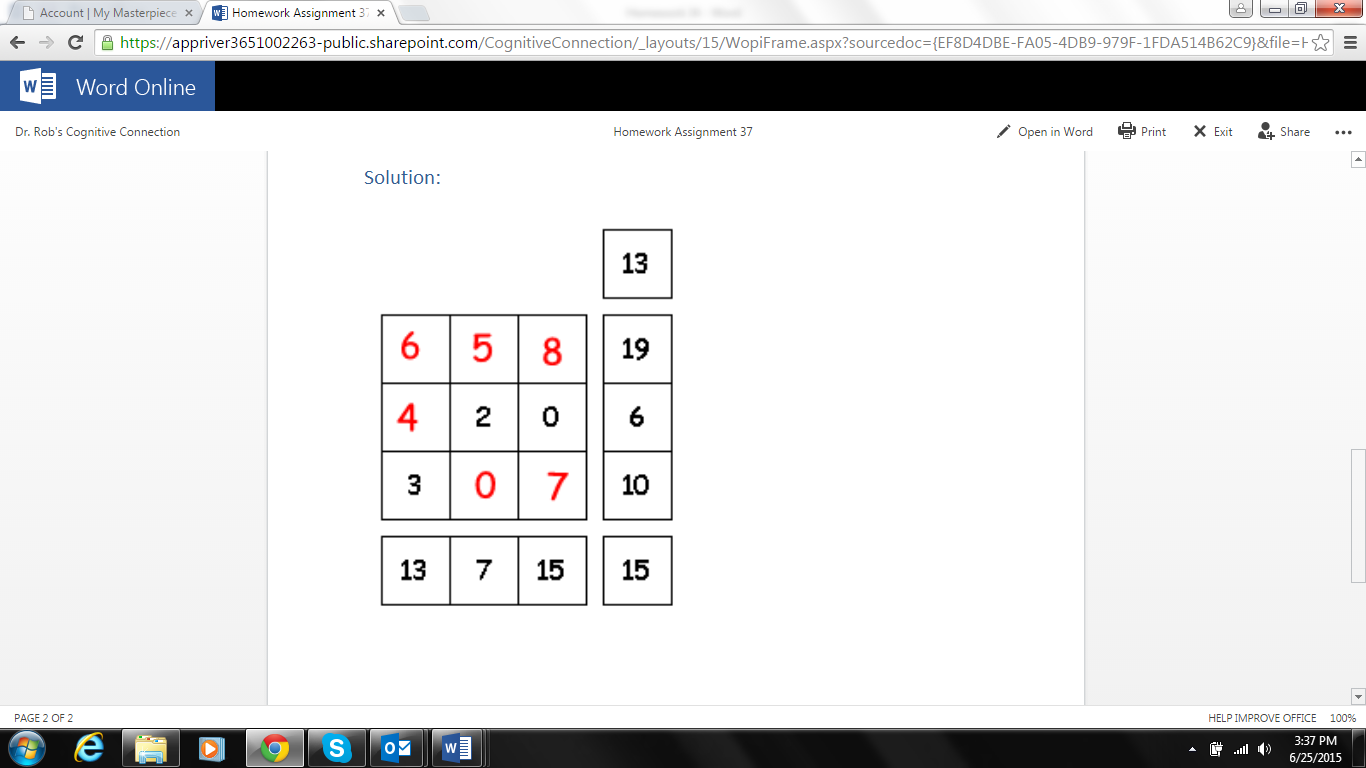 Account | My Masterpiece
Homework Assignment 37
https://appriver3651002263-public.sharepoint.com/CognitiveConnection/_layouts/15/WopiFrame.aspx?sourcedoc={EF8D4DBE-FA05-4DB9-979F-1FDA514B62C9}&file=H
Word Online
Dr. Rob's Cognitive Connection
Homework Assignment 37
Open in Word
Print
Exit
Share
Solution:
13
6 5 8 19
4 2 0 6
3 0 7 10
13 7 15 15
PAGE 2 OF 2
HELP IMPROVE OFFICE 100%
3:37 PM
6/25/2015